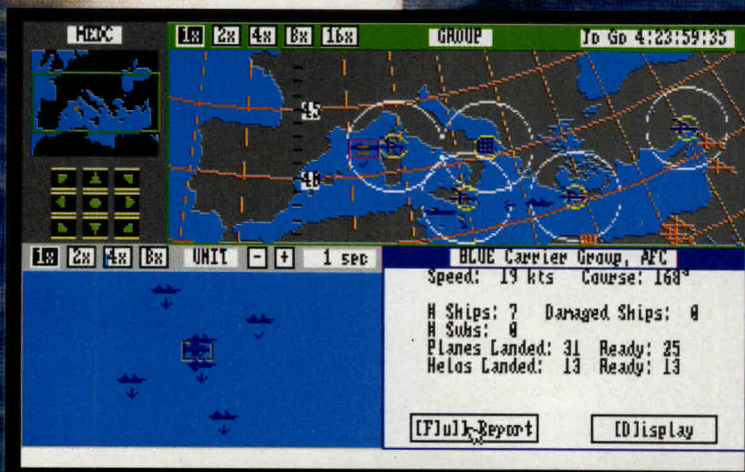 MEDC
1x 2x 4x 8x 16x GROUP To Go 4:23:59:35
45
40
1x 2x 4x 8x UNIT - + 1 sec
BLUE Carrier Group, AFC
Speed: 19 kts Course: 168°
# Ships: 7 Damaged Ships: 0
# Subs: 0
Planes Landed: 31 Ready: 25
Helos Landed: 13 Ready: 13
[F]ull Report [D]isplay